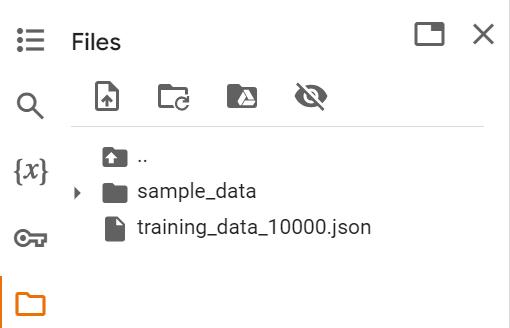 Files
{x}
..
sample_data
training_data_10000.json